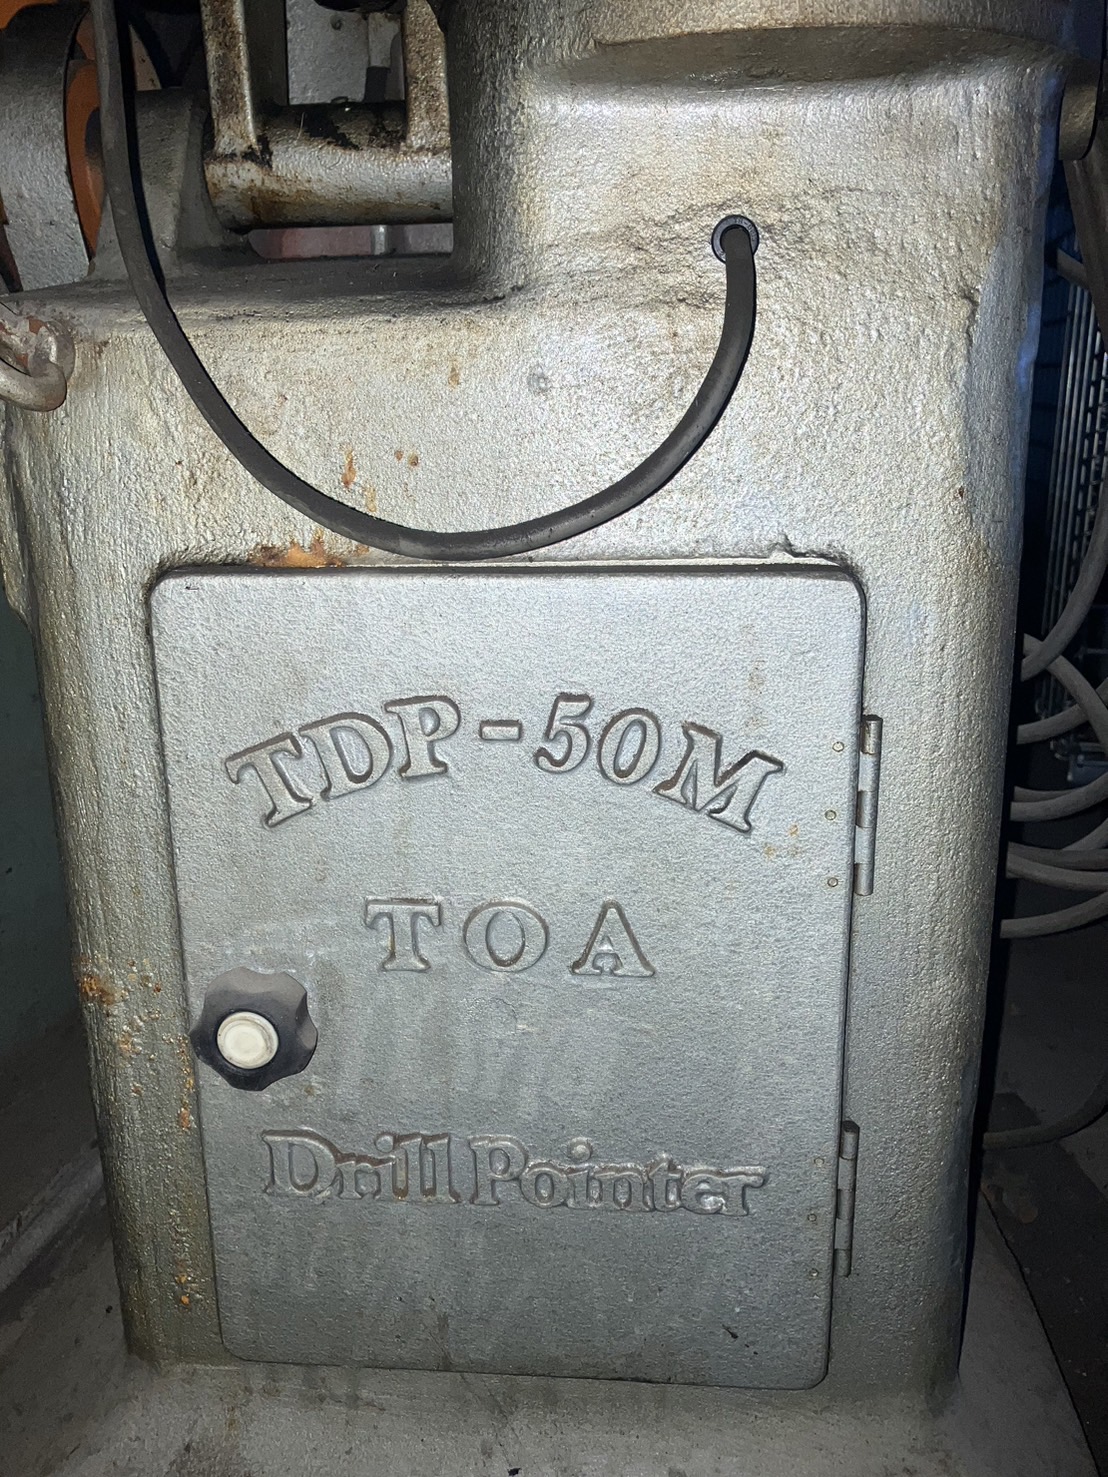 TDP-50M
TOA
Drill Pointer